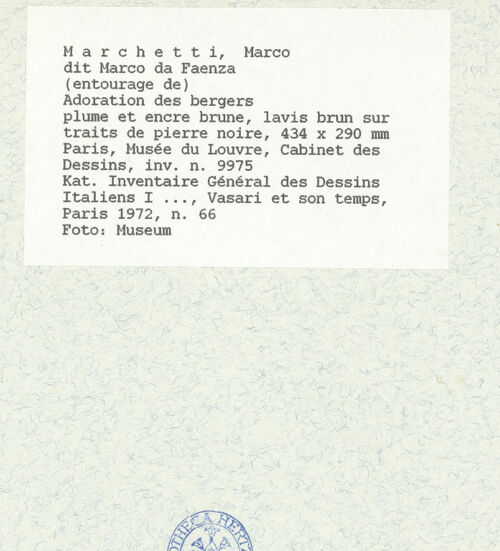 M a r c h e t t i, Marco
dit Marco da Faenza
(entourage de)
Adoration des bergers
plume et encre brune, lavis brun sur
traits de pierre noire, 434 x 290 mm
Paris, Musée du Louvre, Cabinet des
Dessins, inv. n. 9975
Kat. Inventaire Général des Dessins
Italiens I ..., Vasari et son temps,
Paris 1972, n. 66
Foto: Museum